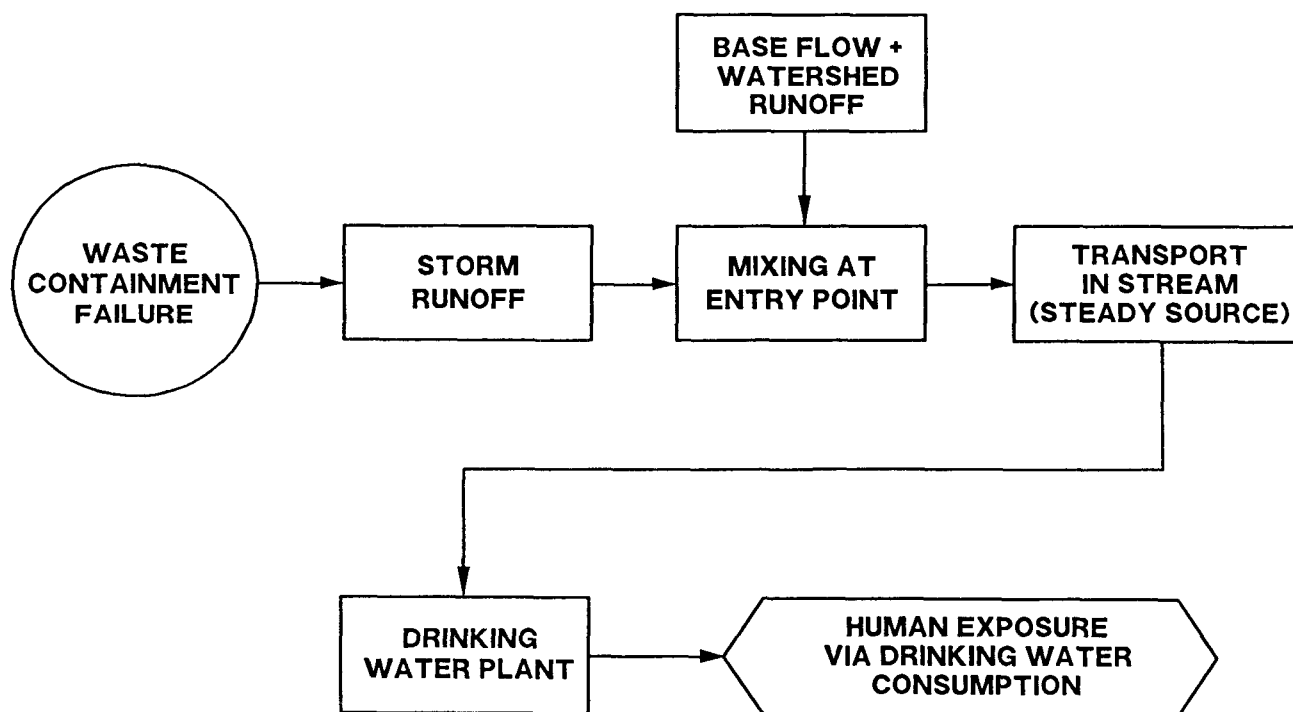 BASE FLOW +
WATERSHED
RUNOFF
WASTE
CONTAINMENT
FAILURE
STORM
RUNOFF
MIXING AT
ENTRY POINT
TRANSPORT
IN STREAM
(STEADY SOURCE)
DRINKING
WATER PLANT
HUMAN EXPOSURE
VIA DRINKING WATER
CONSUMPTION